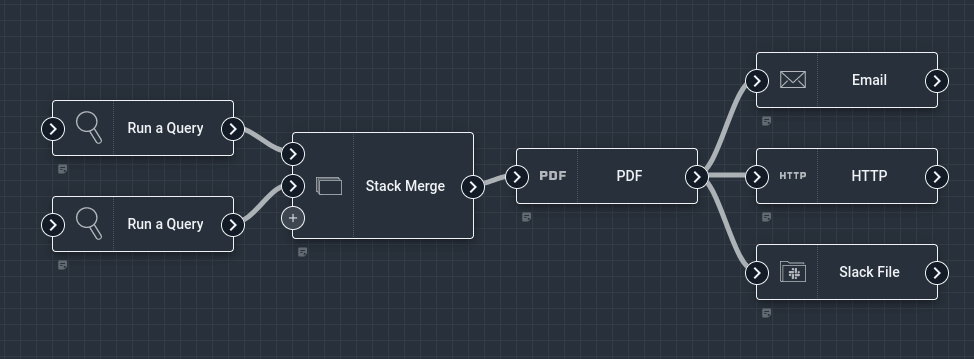 Run a Query
Run a Query
Stack Merge
PDF PDF
Email
HTTP HTTP
Slack File